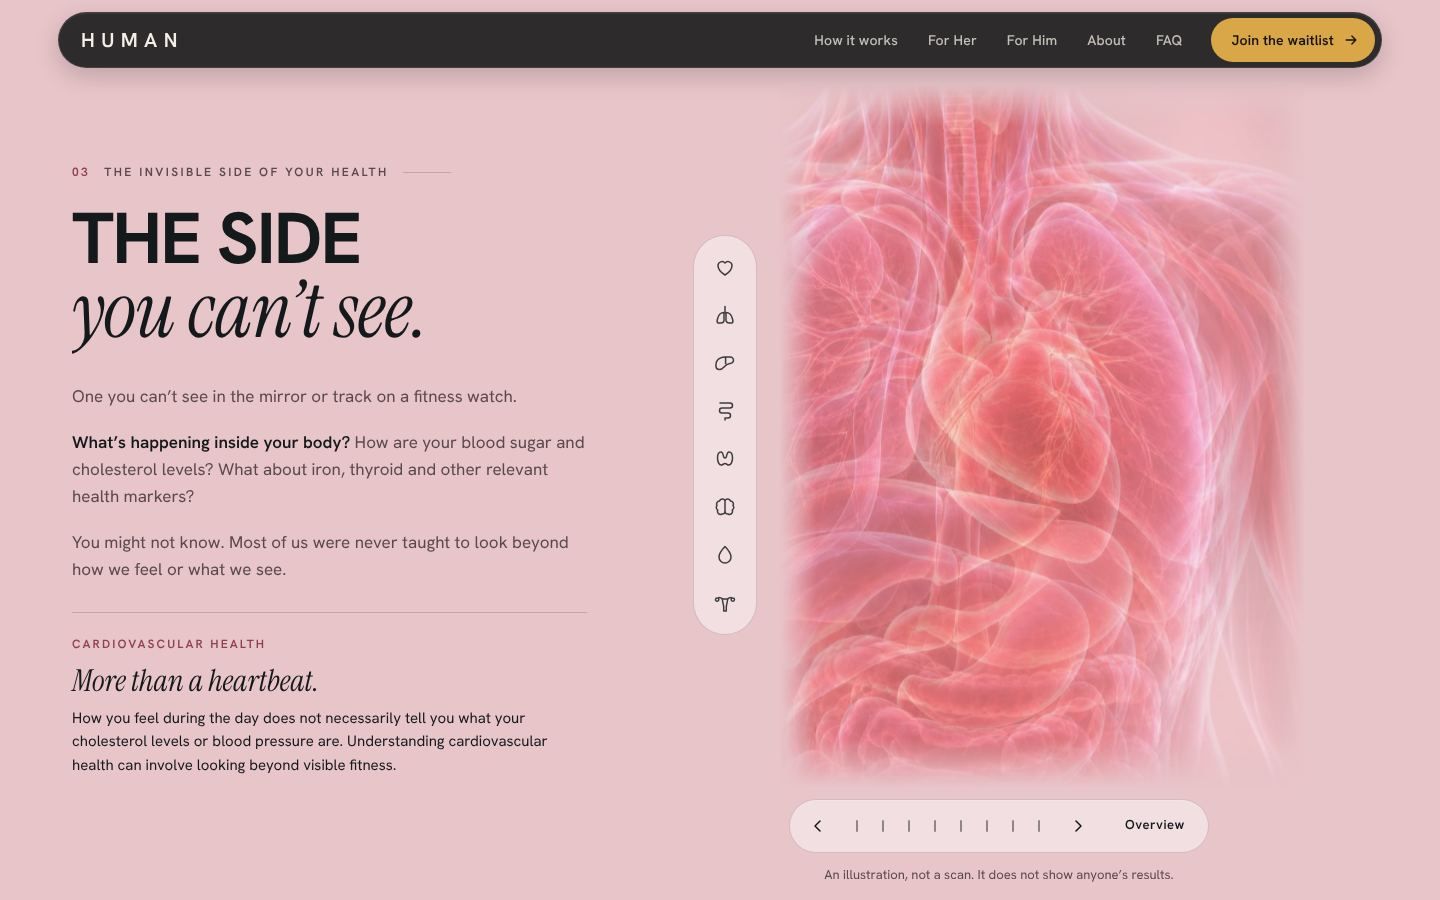 HUMAN
How it works
For Her
For Him
About
FAQ
Join the waitlist →
03 THE INVISIBLE SIDE OF YOUR HEALTH
THE SIDE
you can’t see.
One you can’t see in the mirror or track on a fitness watch.
What’s happening inside your body? How are your blood sugar and
cholesterol levels? What about iron, thyroid and other relevant
health markers?
You might not know. Most of us were never taught to look beyond
how we feel or what we see.
CARDIOVASCULAR HEALTH
More than a heartbeat.
How you feel during the day does not necessarily tell you what your
cholesterol levels or blood pressure are. Understanding cardiovascular
health can involve looking beyond visible fitness.
Overview
An illustration, not a scan. It does not show anyone’s results.